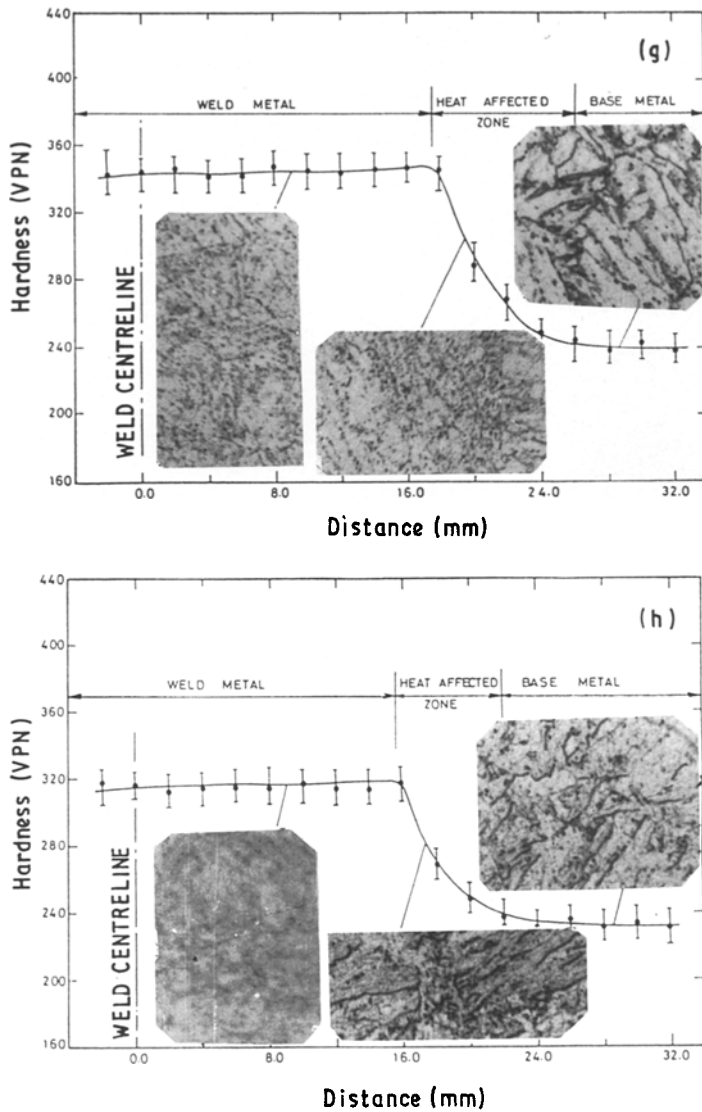 440
(g)
400
WELD METAL
HEAT AFFECTED ZONE
BASE METAL
360
320
280
240
200
160
Hardness (VPN)
WELD CENTRELINE
0.0 8.0 16.0 24.0 32.0
Distance (mm)
440
(h)
400
WELD METAL
HEAT AFFECTED ZONE
BASE METAL
360
320
280
240
200
160
Hardness (VPN)
WELD CENTRELINE
0.0 8.0 16.0 24.0 32.0
Distance (mm)